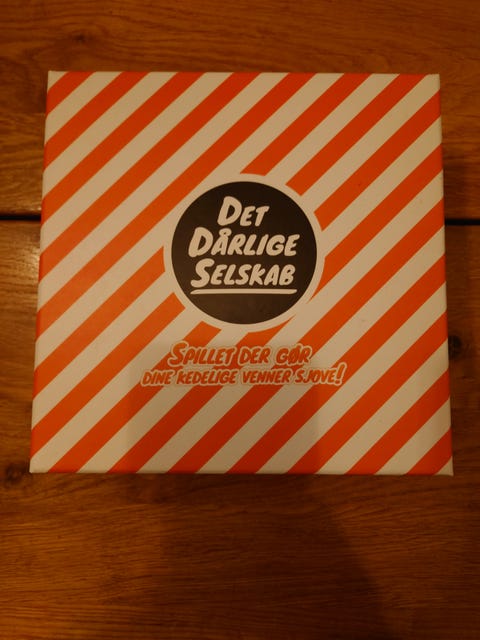 DET
DÅRLIGE
SELSKAB
SPILLET DER GØR
DINE KEDELIGE VENNER SJOVE!